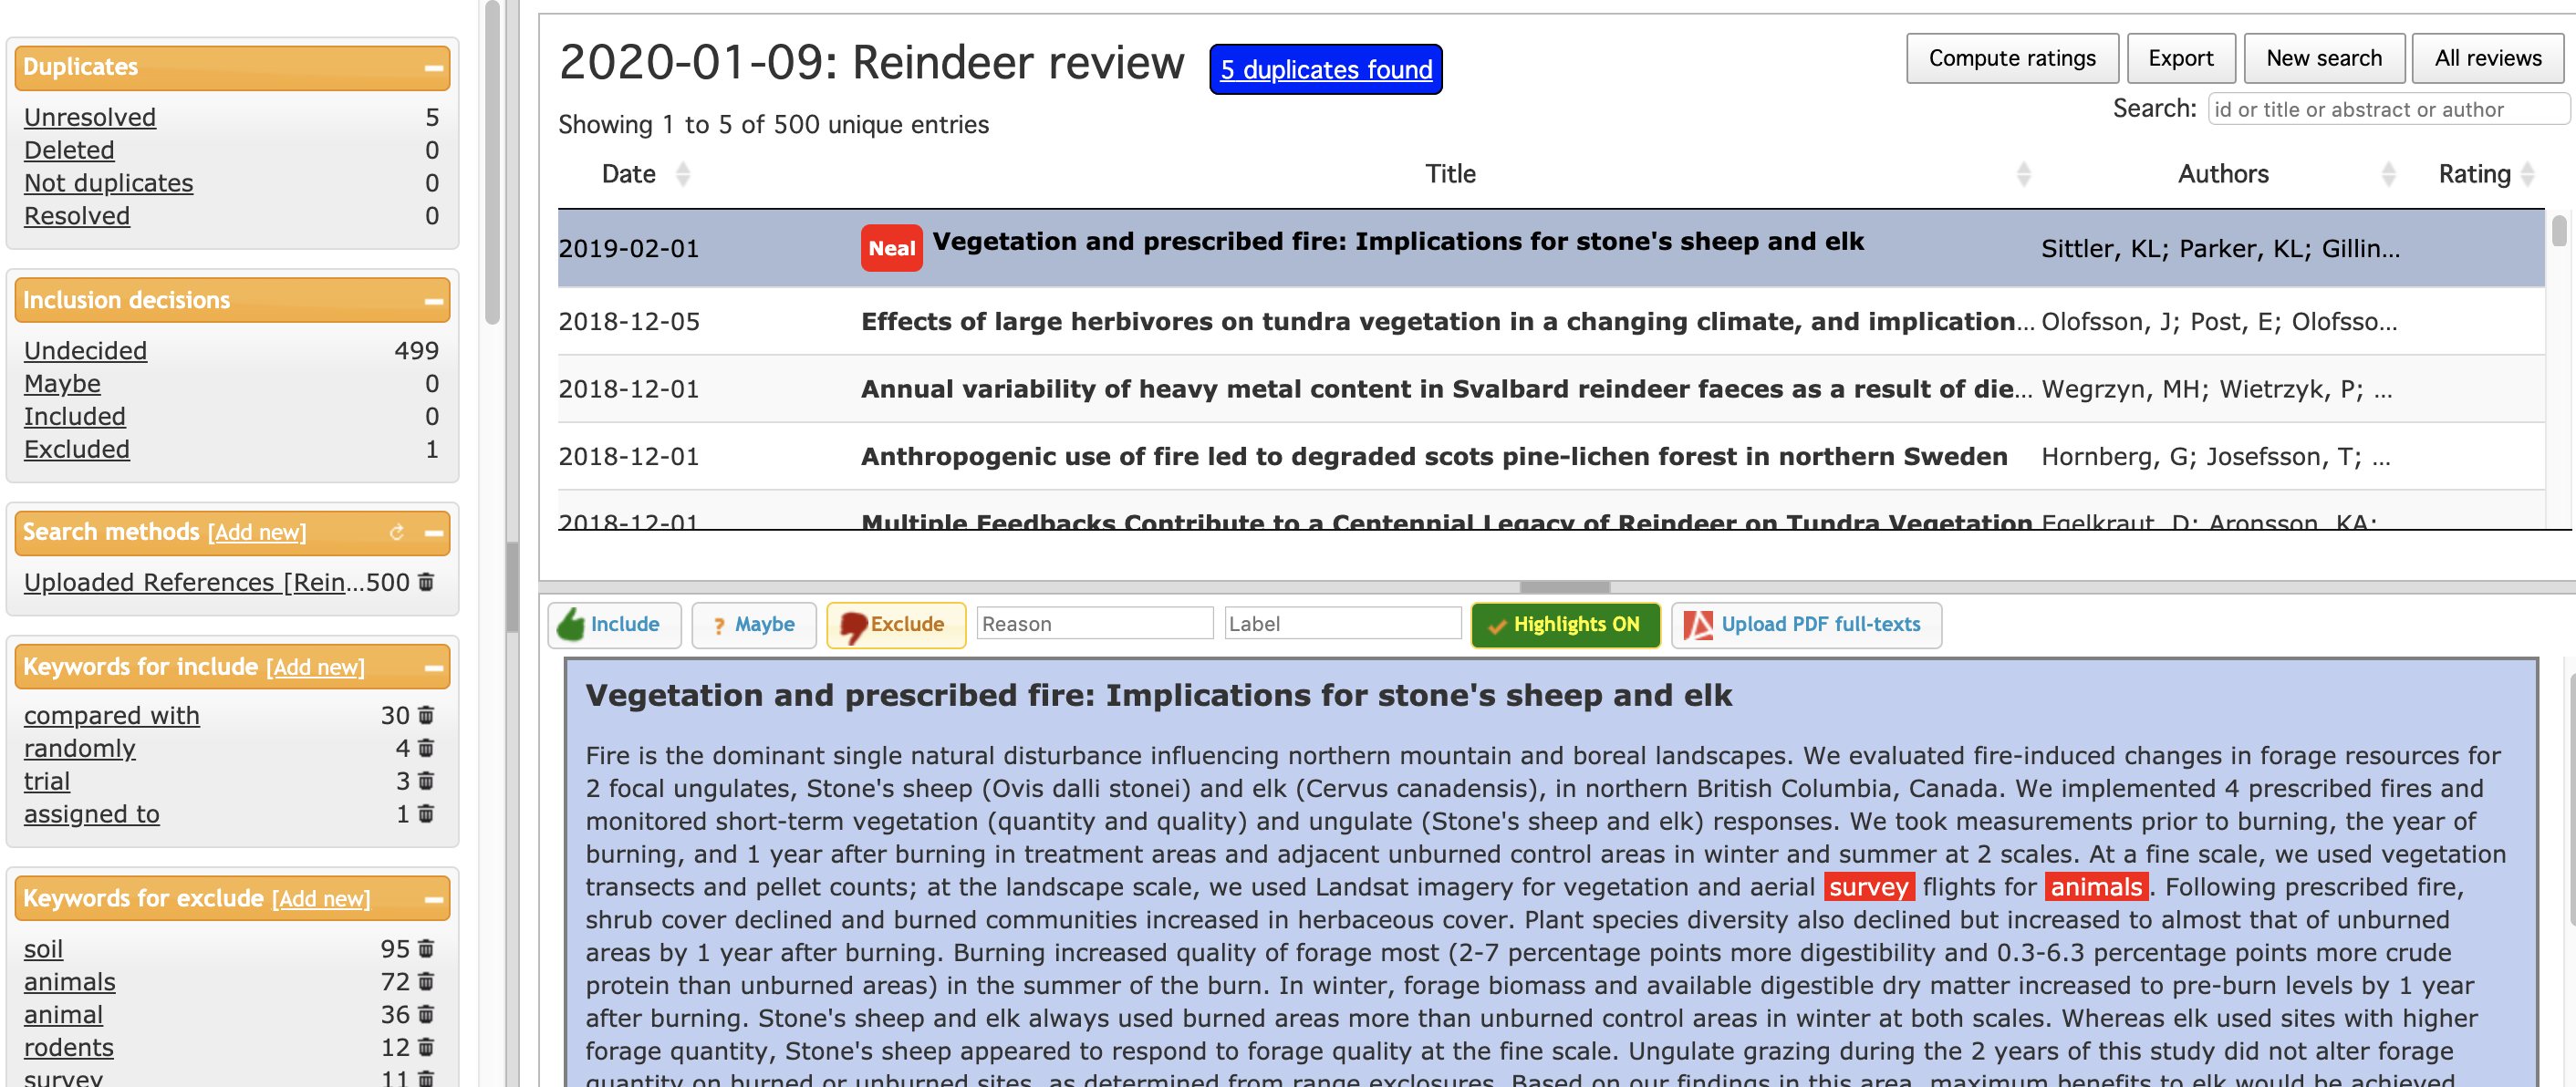 Duplicates
Unresolved 5
Deleted 0
Not duplicates 0
Resolved 0
Inclusion decisions
Undecided 499
Maybe 0
Included 0
Excluded 1
Search methods [Add new]
Uploaded References [Rein...500
Keywords for include [Add new]
compared with 30
randomly 4
trial 3
assigned to 1
Keywords for exclude [Add new]
soil 95
animals 72
animal 36
rodents 12
survey 11
2020-01-09: Reindeer review 5 duplicates found
Compute ratings Export New search All reviews
Showing 1 to 5 of 500 unique entries
Search: id or title or abstract or author
Date Title Authors Rating
2019-02-01 Neal Vegetation and prescribed fire: Implications for stone's sheep and elk Sittler, KL; Parker, KL; Gillin...
2018-12-05 Effects of large herbivores on tundra vegetation in a changing climate, and implication... Olofsson, J; Post, E; Olofsso...
2018-12-01 Annual variability of heavy metal content in Svalbard reindeer faeces as a result of die... Wegrzyn, MH; Wietrzyk, P; ...
2018-12-01 Anthropogenic use of fire led to degraded scots pine-lichen forest in northern Sweden Hornberg, G; Josefsson, T; ...
2018-12-01 Multiple Feedbacks Contribute to a Centennial Legacy of Reindeer on Tundra Vegetation Egelkraut, D; Aronsson, KA;
Include ? Maybe Exclude Reason Label Highlights ON Upload PDF full-texts
Vegetation and prescribed fire: Implications for stone's sheep and elk
Fire is the dominant single natural disturbance influencing northern mountain and boreal landscapes. We evaluated fire-induced changes in forage resources for
2 focal ungulates, Stone's sheep (Ovis dalli stonei) and elk (Cervus canadensis), in northern British Columbia, Canada. We implemented 4 prescribed fires and
monitored short-term vegetation (quantity and quality) and ungulate (Stone's sheep and elk) responses. We took measurements prior to burning, the year of
burning, and 1 year after burning in treatment areas and adjacent unburned control areas in winter and summer at 2 scales. At a fine scale, we used vegetation
transects and pellet counts; at the landscape scale, we used Landsat imagery for vegetation and aerial survey flights for animals. Following prescribed fire,
shrub cover declined and burned communities increased in herbaceous cover. Plant species diversity also declined but increased to almost that of unburned
areas by 1 year after burning. Burning increased quality of forage most (2-7 percentage points more digestibility and 0.3-6.3 percentage points more crude
protein than unburned areas) in the summer of the burn. In winter, forage biomass and available digestible dry matter increased to pre-burn levels by 1 year
after burning. Stone's sheep and elk always used burned areas more than unburned control areas in winter at both scales. Whereas elk used sites with higher
forage quantity, Stone's sheep appeared to respond to forage quality at the fine scale. Ungulate grazing during the 2 years of this study did not alter forage
quantity on burned or unburned sites, as determined from range exclosures. Based on our findings in this area, maximum benefits to elk would be achieved